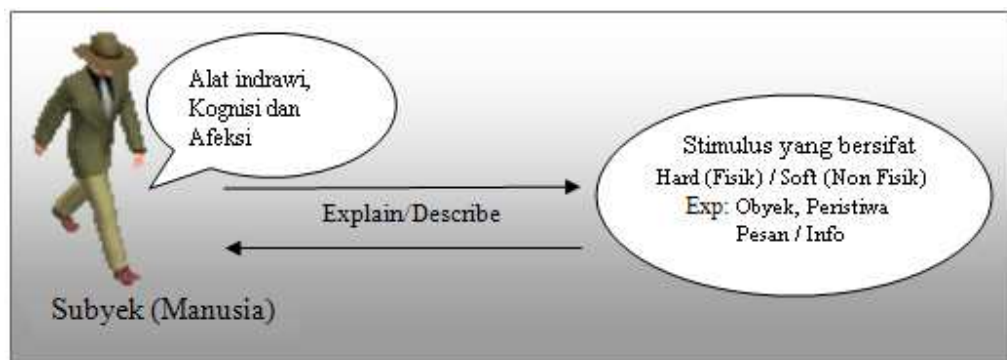 Alat indrawi,
Kognisi dan
Afeksi
Stimulus yang bersifat
Hard (Fisik) / Soft (Non Fisik)
Exp: Obyek, Peristiwa
Pesan / Info
Explain/Describe
Subyek (Manusia)